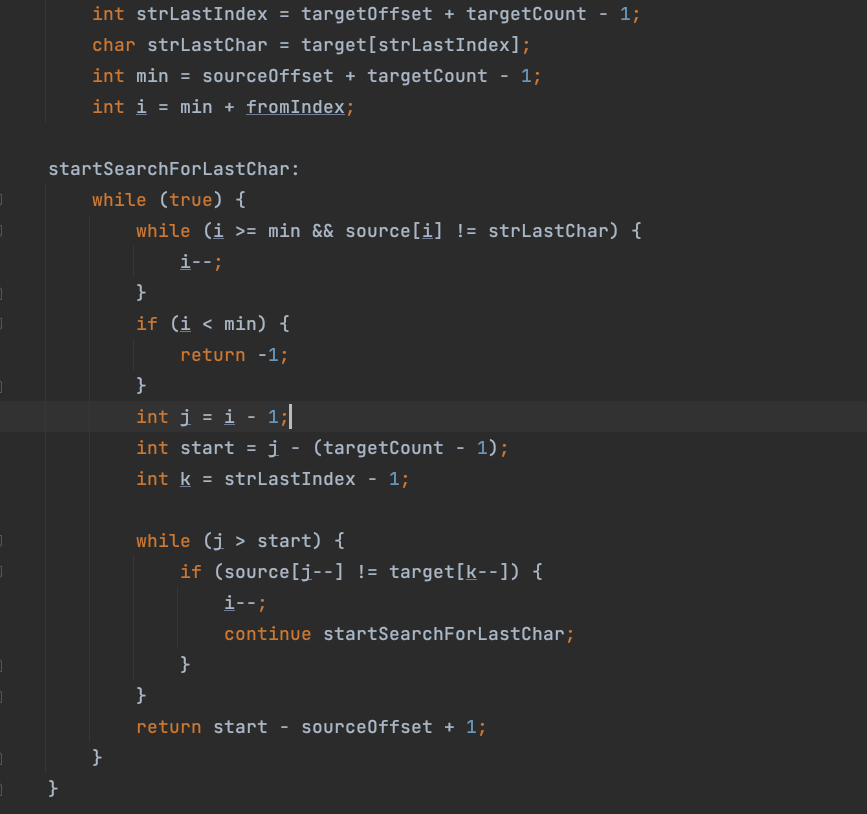 int strLastIndex = targetOffset + targetCount - 1;
char strLastChar = target[strLastIndex];
int min = sourceOffset + targetCount - 1;
int i = min + fromIndex;
startSearchForLastChar:
while (true) {
while (i >= min && source[i] != strLastChar) {
i--;
}
if (i < min) {
return -1;
}
int j = i - 1;
int start = j - (targetCount - 1);
int k = strLastIndex - 1;
while (j > start) {
if (source[j--] != target[k--]) {
i--;
continue startSearchForLastChar;
}
}
return start - sourceOffset + 1;
}
}